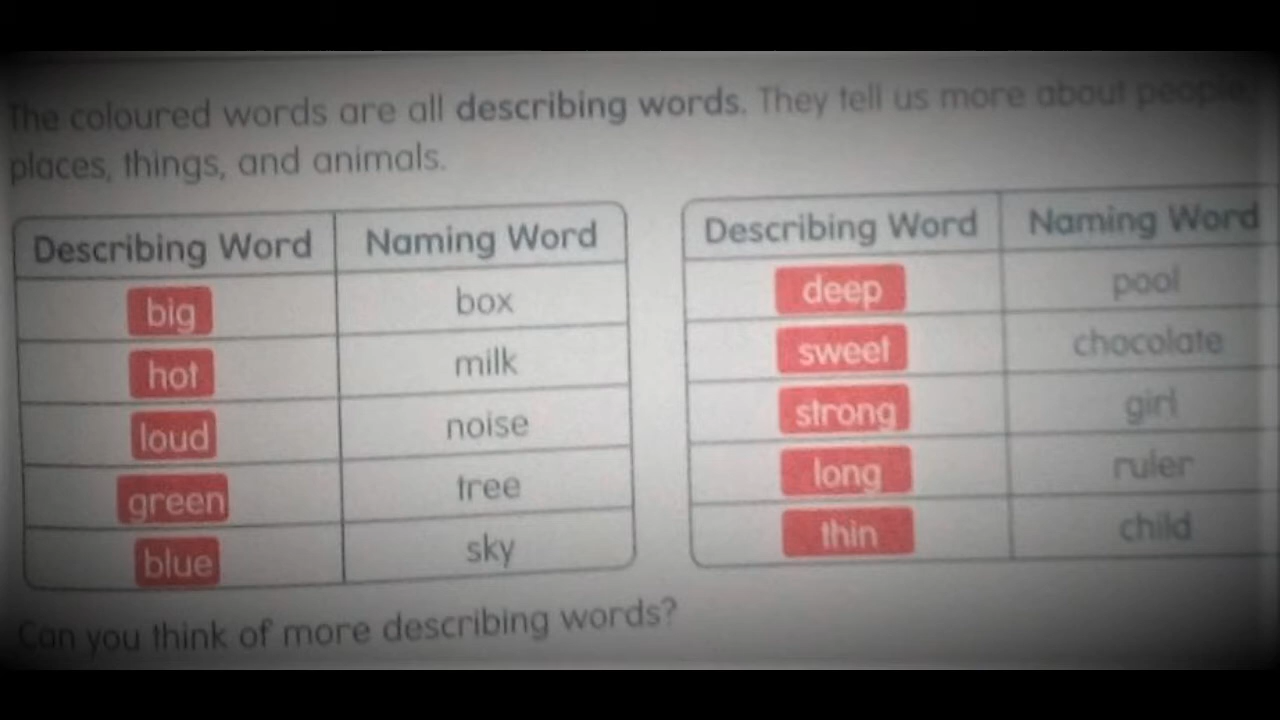 The coloured words are all describing words. They tell us more about people,
places, things, and animals.
Describing Word Naming Word
big box
hot milk
loud noise
green tree
blue sky
Describing Word Naming Word
deep pool
sweet chocolate
strong girl
long ruler
thin child
Can you think of more describing words?